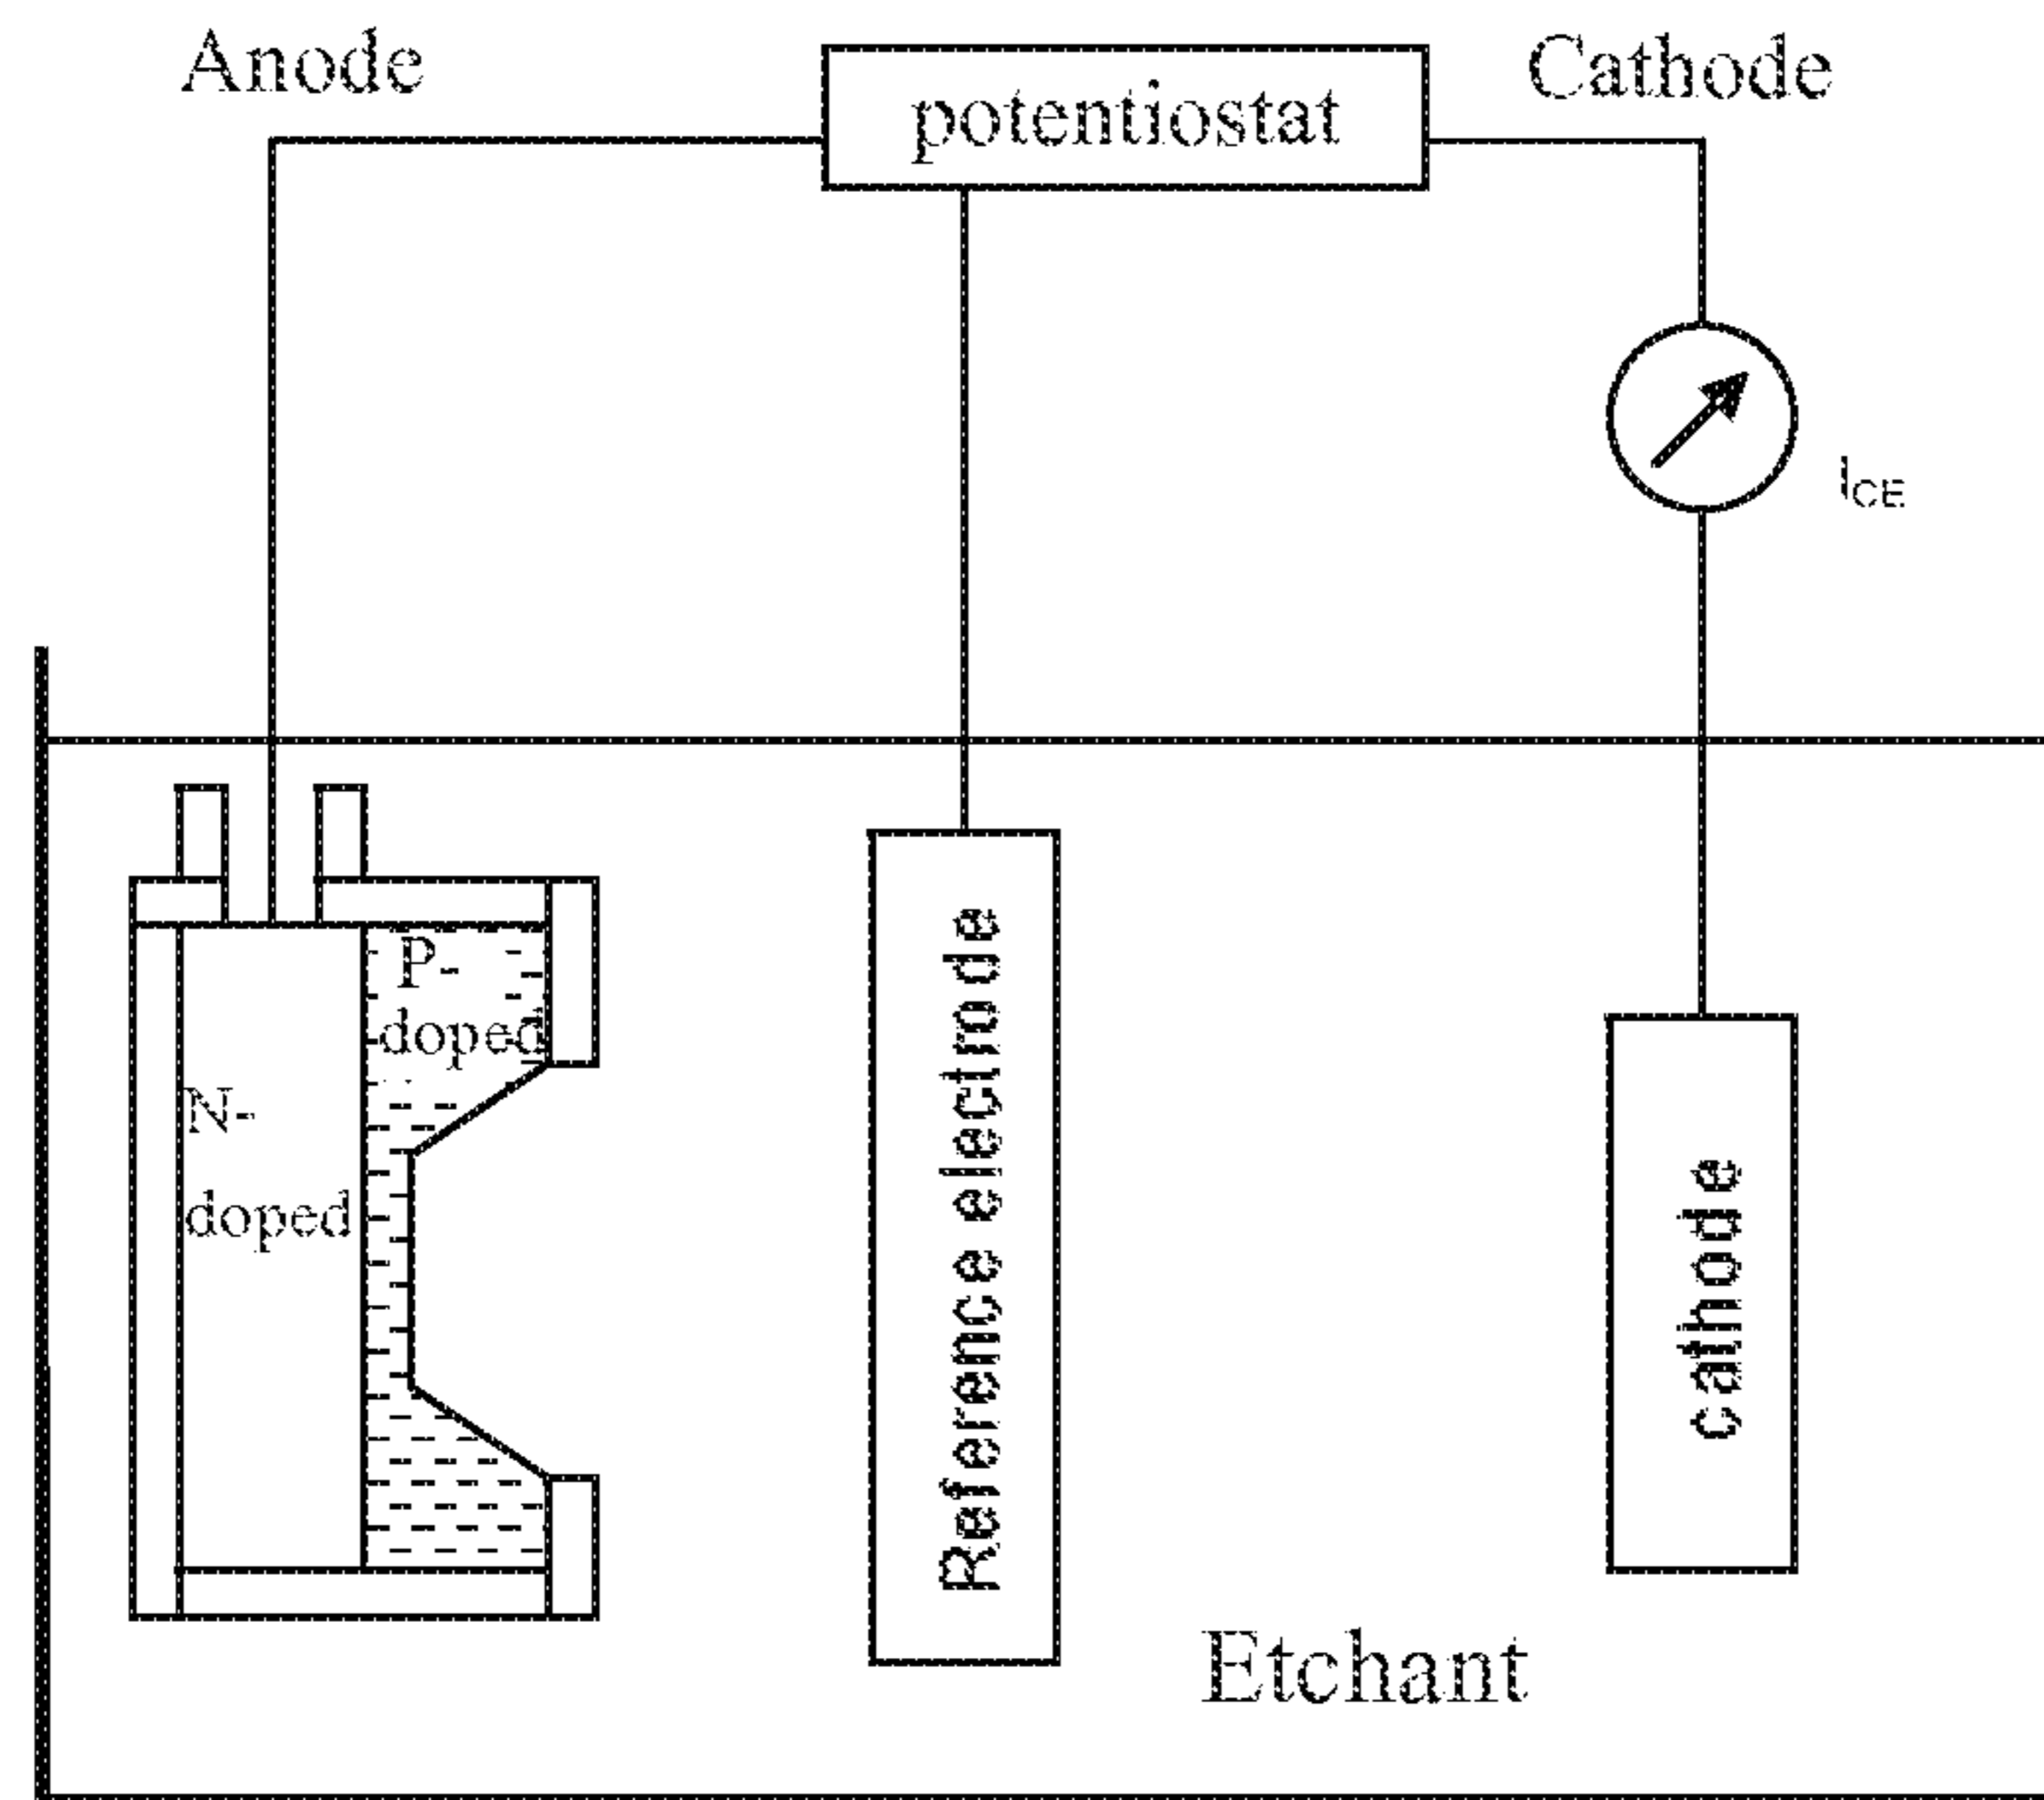 Anode
potentiostat
Cathode
ICE
P-
doped
N-
doped
Reference electrode
cathode
Etchant